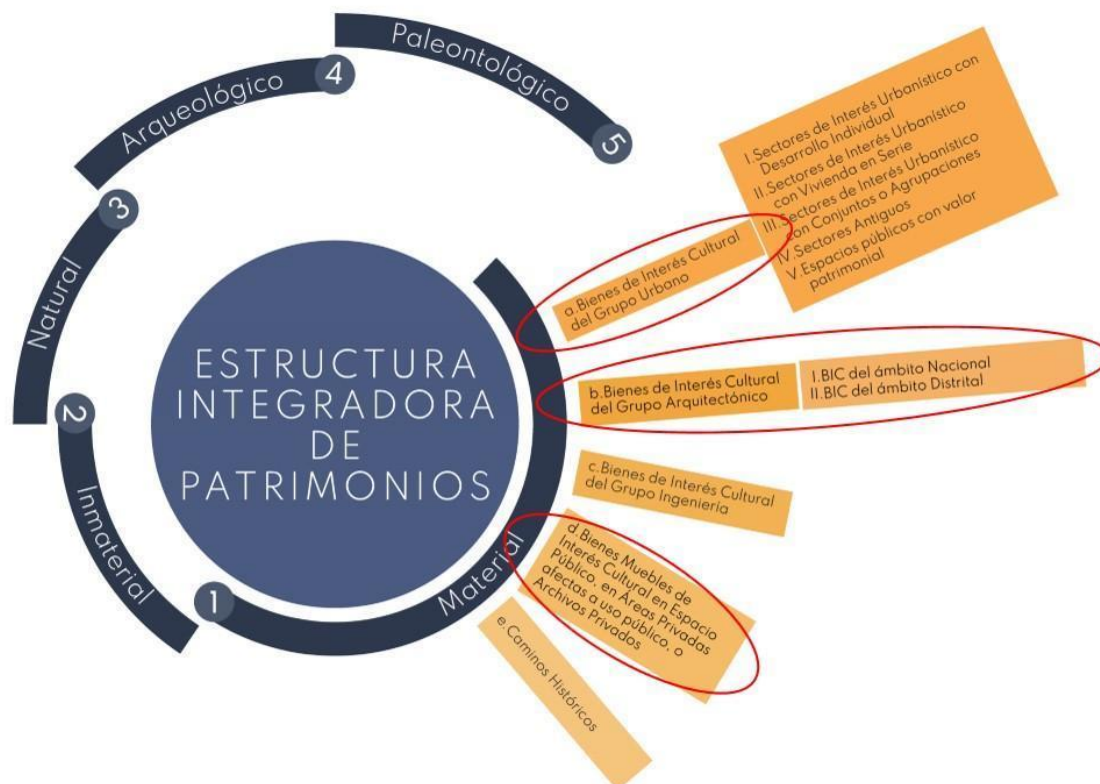 ESTRUCTURA
INTEGRADORA
DE
PATRIMONIOS
1
Material
2
Inmaterial
3
Natural
4
Arqueológico
5
Paleontológico
a.Bienes de Interés Cultural
del Grupo Urbano
I.Sectores de Interés Urbanístico con
Desarrollo Individual
II.Sectores de Interés Urbanístico
con Vivienda en Serie
III.Sectores de Interés Urbanístico
con Conjuntos o Agrupaciones
IV.Sectores Antiguos
V.Espacios públicos con valor
patrimonial
b.Bienes de Interés Cultural
del Grupo Arquitectónico
I.BIC del ámbito Nacional
II.BIC del ámbito Distrital
c.Bienes de Interés Cultural
del Grupo Ingeniería
d.Bienes Muebles de
Interés Cultural en Espacio
Público, en Áreas Privadas
afectas a uso público, o
Archivos Privados
e.Caminos Históricos